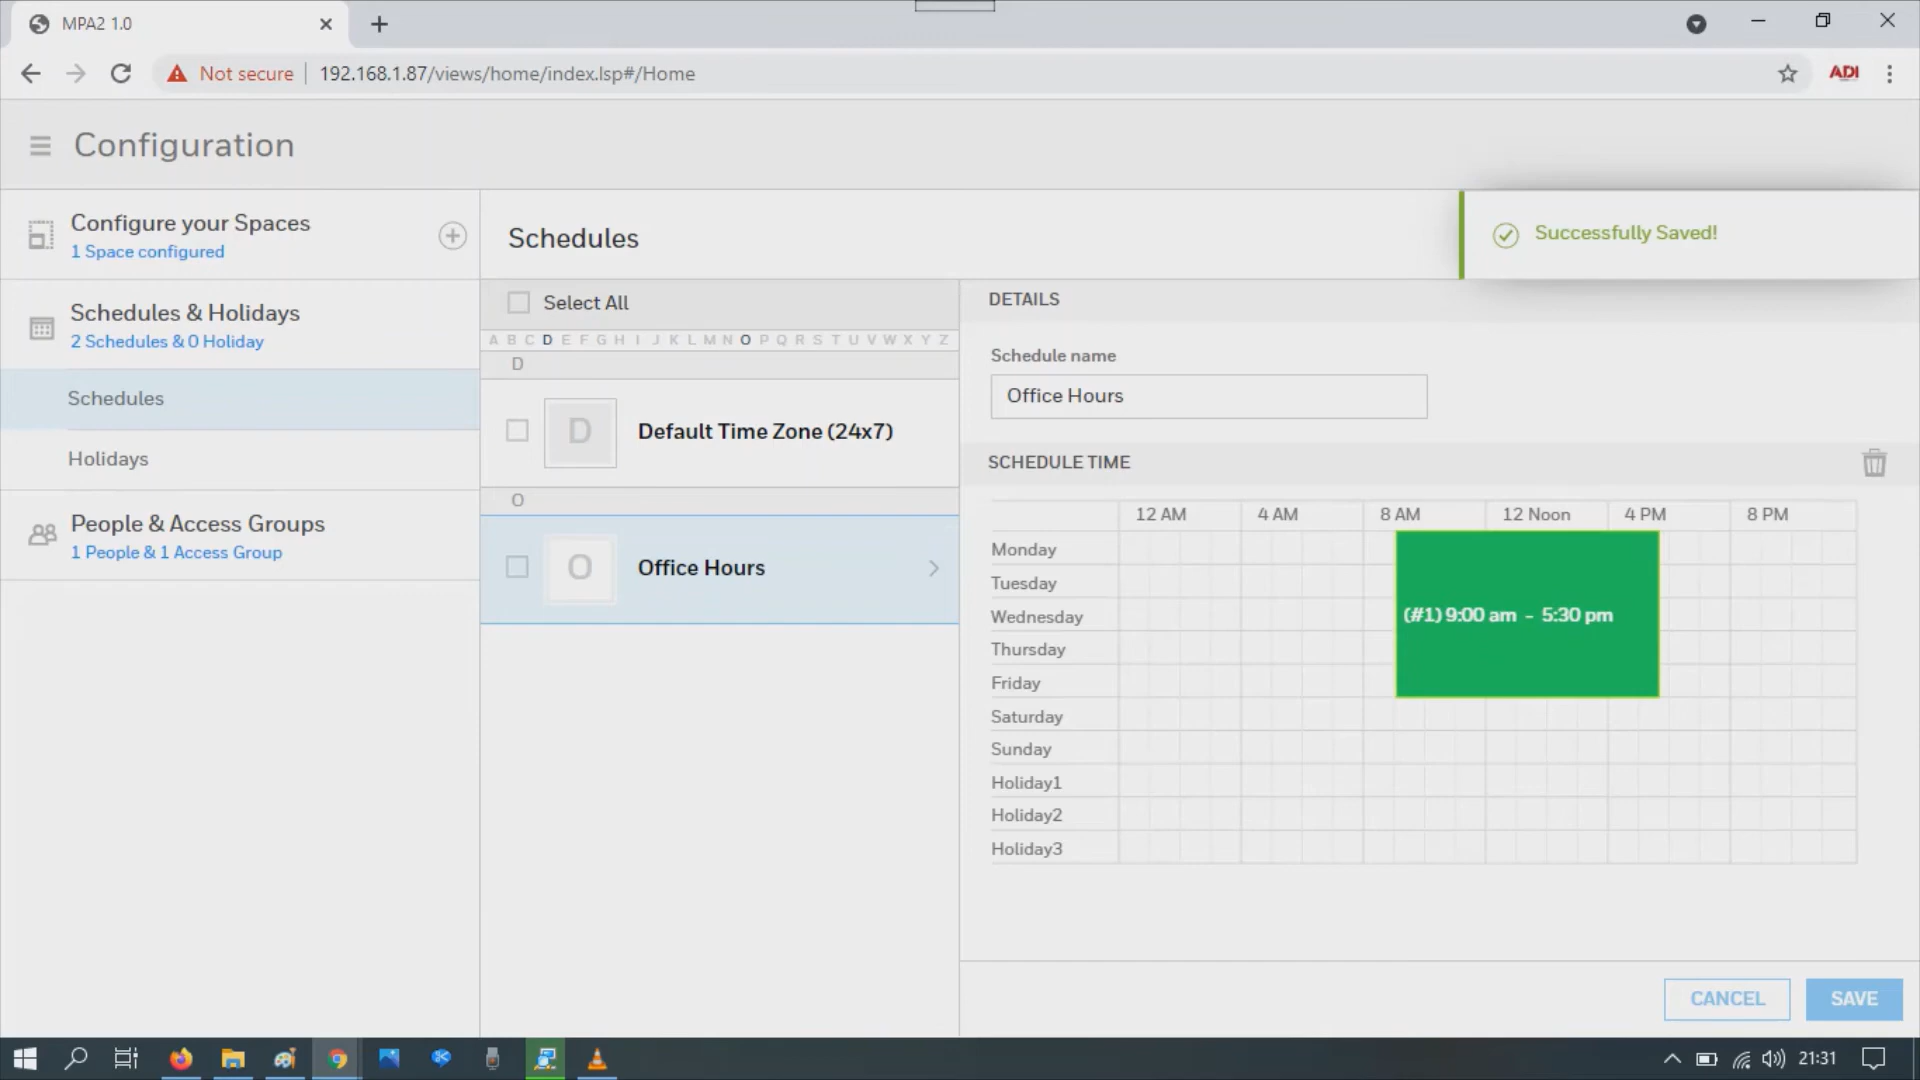 MPA2 1.0
Not secure
192.168.1.87/views/home/index.lsp#/Home
ADI
Configuration
Configure your Spaces
1 Space configured
Schedules & Holidays
2 Schedules & 0 Holiday
Schedules
Holidays
People & Access Groups
1 People & 1 Access Group
Schedules
Successfully Saved!
Select All
A B C D E F G H I J K L M N O P Q R S T U V W X Y Z
D
D
Default Time Zone (24x7)
O
O
Office Hours
DETAILS
Schedule name
Office Hours
SCHEDULE TIME
12 AM 4 AM 8 AM 12 Noon 4 PM 8 PM
Monday
Tuesday
Wednesday
(#1) 9:00 am - 5:30 pm
Thursday
Friday
Saturday
Sunday
Holiday1
Holiday2
Holiday3
CANCEL
SAVE
21:31